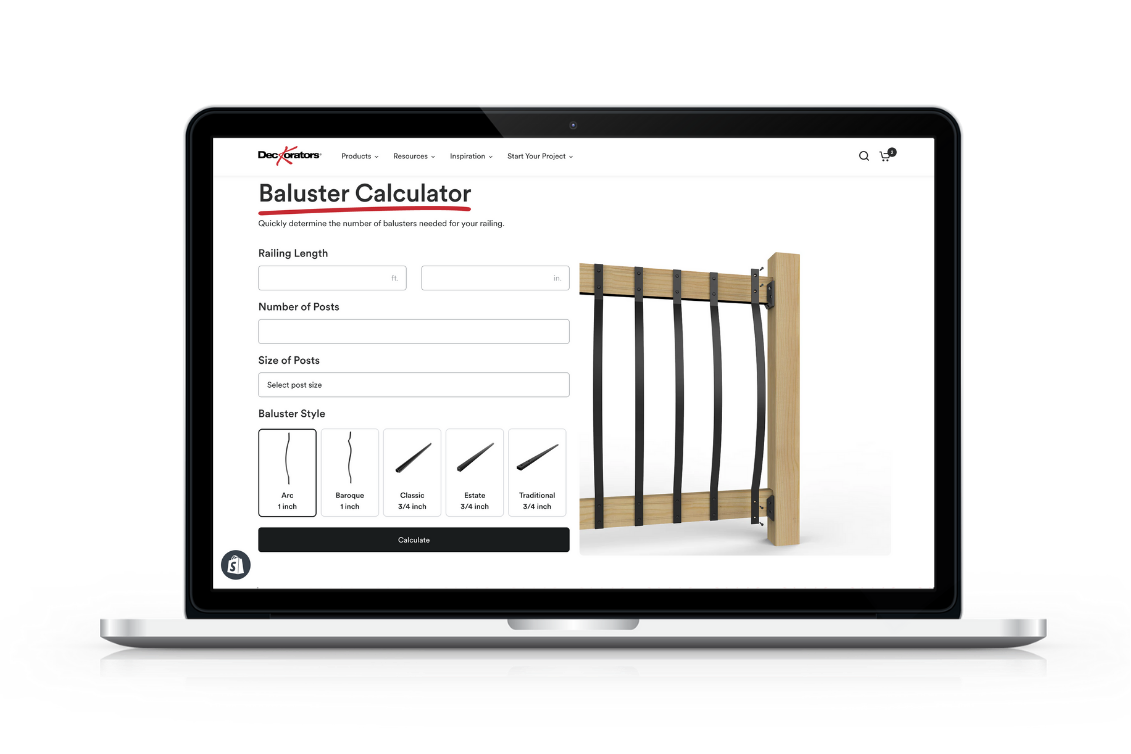 Deckorators
Products
Resources
Inspiration
Start Your Project
2
Baluster Calculator
Quickly determine the number of balusters needed for your railing.
Railing Length
ft.
in.
Number of Posts
Size of Posts
Select post size
Baluster Style
Arc
1 inch
Baroque
1 inch
Classic
3/4 inch
Estate
3/4 inch
Traditional
3/4 inch
Calculate
S